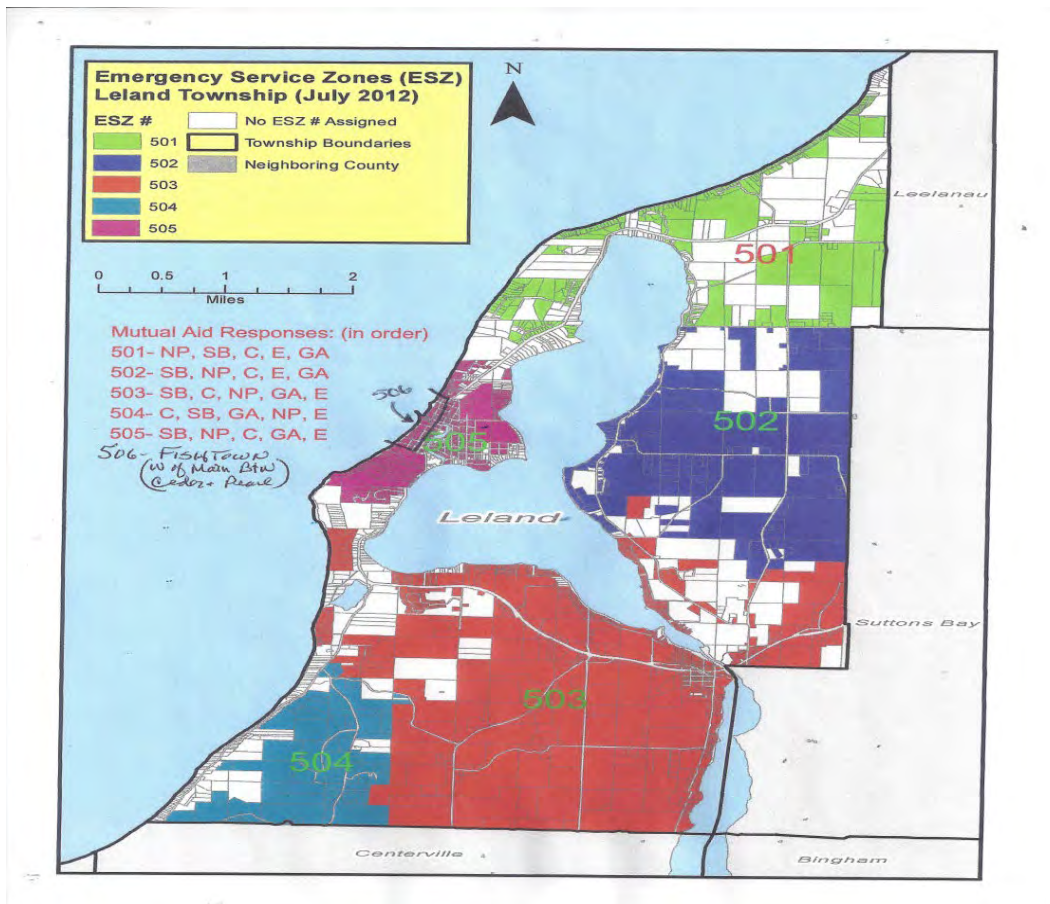 Emergency Service Zones (ESZ)
Leland Township (July 2012)
ESZ #
501
502
503
504
505
No ESZ # Assigned
Township Boundaries
Neighboring County
N
0 0.5 1 2
Miles
Mutual Aid Responses: (in order)
501- NP, SB, C, E, GA
502- SB, NP, C, E, GA
503- SB, C, NP, GA, E
504- C, SB, GA, NP, E
505- SB, NP, C, GA, E
506- FISHTOWN
(W of Main Btw
Cedar + Pearl)
506
501
502
503
504
505
Leland
Leelanau
Suttons Bay
Centerville
Bingham